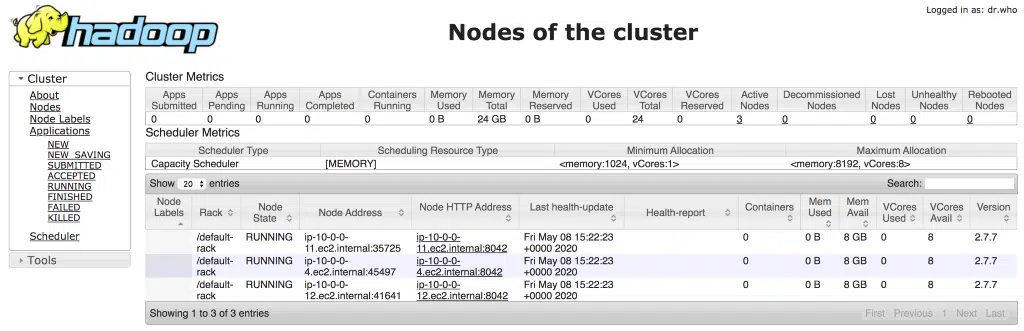 Logged in as: dr.who
hadoop
Nodes of the cluster
Cluster
About
Nodes
Node Labels
Applications
NEW
NEW_SAVING
SUBMITTED
ACCEPTED
RUNNING
FINISHED
FAILED
KILLED
Scheduler
Tools
Cluster Metrics
Apps Submitted Apps Pending Apps Running Apps Completed Containers Running Memory Used Memory Total Memory Reserved VCores Used VCores Total VCores Reserved Active Nodes Decommissioned Nodes Lost Nodes Unhealthy Nodes Rebooted Nodes
0 0 0 0 0 0 B 24 GB 0 B 0 24 0 3 0 0 0 0
Scheduler Metrics
Scheduler Type Scheduling Resource Type Minimum Allocation Maximum Allocation
Capacity Scheduler [MEMORY] <memory:1024, vCores:1> <memory:8192, vCores:8>
Show 20 entries Search:
Node Labels Rack Node State Node Address Node HTTP Address Last health-update Health-report Containers Mem Used Mem Avail VCores Used VCores Avail Version
/default- RUNNING ip-10-0-0- ip-10-0-0- Fri May 08 15:22:23 0 0 B 8 GB 0 8 2.7.7
rack 11.ec2.internal:35725 11.ec2.internal:8042 +0000 2020
/default- RUNNING ip-10-0-0- ip-10-0-0- Fri May 08 15:22:23 0 0 B 8 GB 0 8 2.7.7
rack 4.ec2.internal:45497 4.ec2.internal:8042 +0000 2020
/default- RUNNING ip-10-0-0- ip-10-0-0- Fri May 08 15:22:23 0 0 B 8 GB 0 8 2.7.7
rack 12.ec2.internal:41641 12.ec2.internal:8042 +0000 2020
Showing 1 to 3 of 3 entries First Previous 1 Next Last